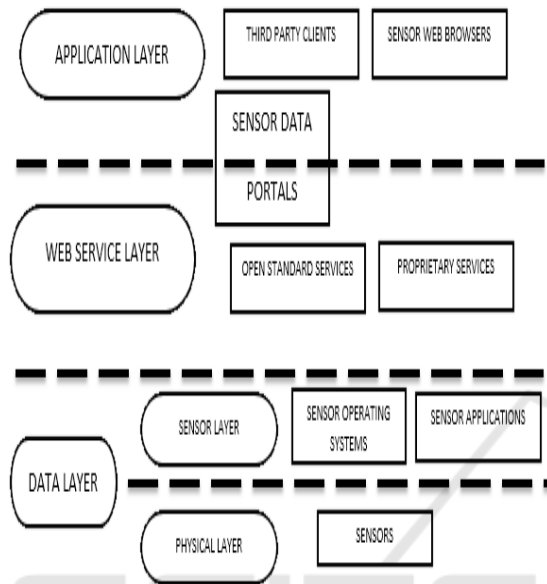 APPLICATION LAYER
THIRD PARTY CLIENTS
SENSOR WEB BROWSERS
SENSOR DATA
PORTALS
WEB SERVICE LAYER
OPEN STANDARD SERVICES
PROPRIETARY SERVICES
DATA LAYER
SENSOR LAYER
SENSOR OPERATING
SYSTEMS
SENSOR APPLICATIONS
PHYSICAL LAYER
SENSORS